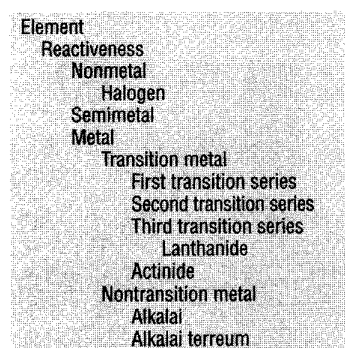 Element
Reactiveness
Nonmetal
Halogen
Semimetal
Metal
Transition metal
First transition series
Second transition series
Third transition series
Lanthanide
Actinide
Nontransition metal
Alkalai
Alkalai terreum